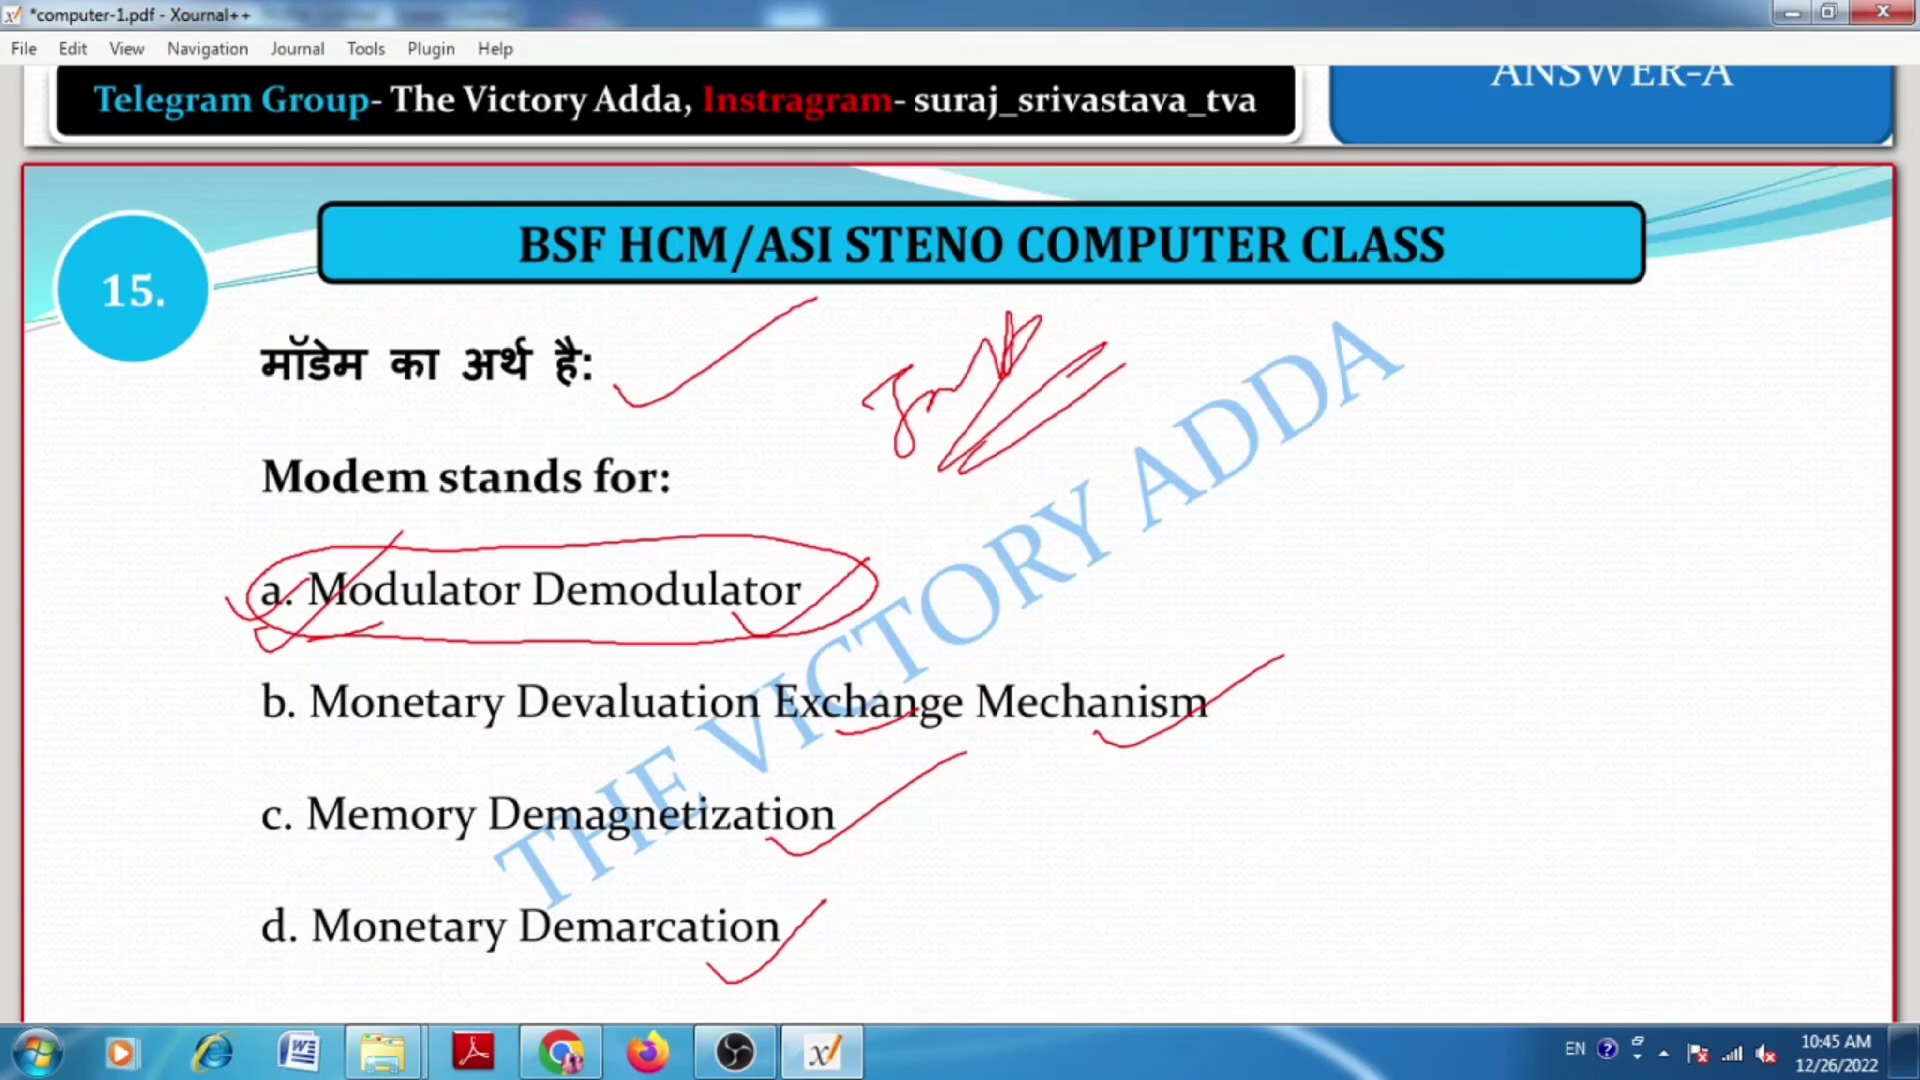 *computer-1.pdf - Xournal++
File Edit View Navigation Journal Tools Plugin Help
Telegram Group- The Victory Adda, Instragram- suraj_srivastava_tva
ANSWER-A
BSF HCM/ASI STENO COMPUTER CLASS
15.
मॉडेम का अर्थ है:
Modem stands for:
a. Modulator Demodulator
b. Monetary Devaluation Exchange Mechanism
c. Memory Demagnetization
d. Monetary Demarcation
THE VICTORY ADDA
EN
10:45 AM
12/26/2022